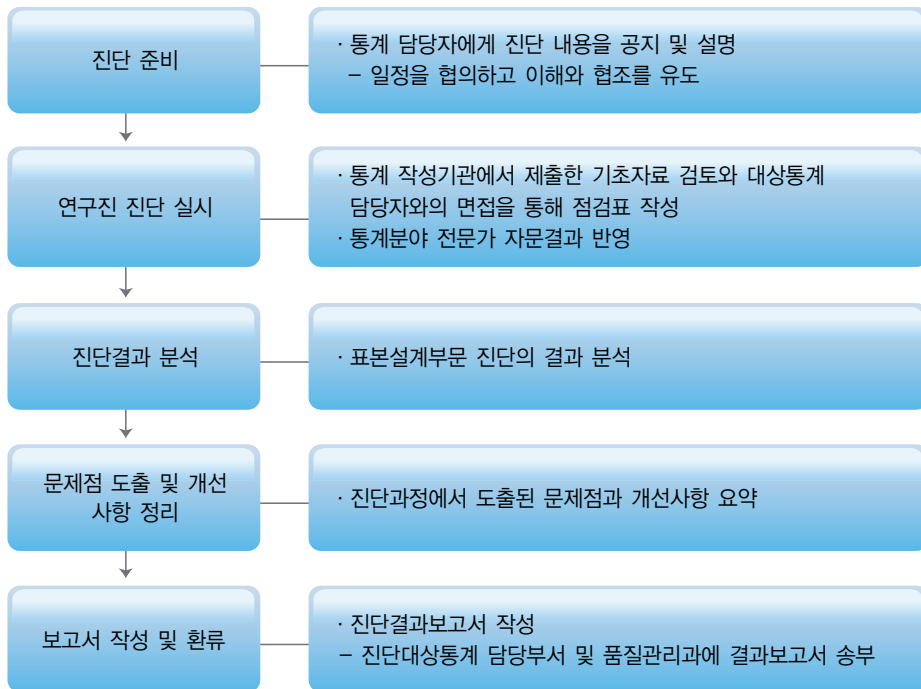 진단 준비
· 통계 담당자에게 진단 내용을 공지 및 설명
– 일정을 협의하고 이해와 협조를 유도
연구진 진단 실시
· 통계 작성기관에서 제출한 기초자료 검토와 대상통계
담당자와의 면접을 통해 점검표 작성
· 통계분야 전문가 자문결과 반영
진단결과 분석
· 표본설계부문 진단의 결과 분석
문제점 도출 및 개선
사항 정리
· 진단과정에서 도출된 문제점과 개선사항 요약
보고서 작성 및 환류
· 진단결과보고서 작성
– 진단대상통계 담당부서 및 품질관리과에 결과보고서 송부